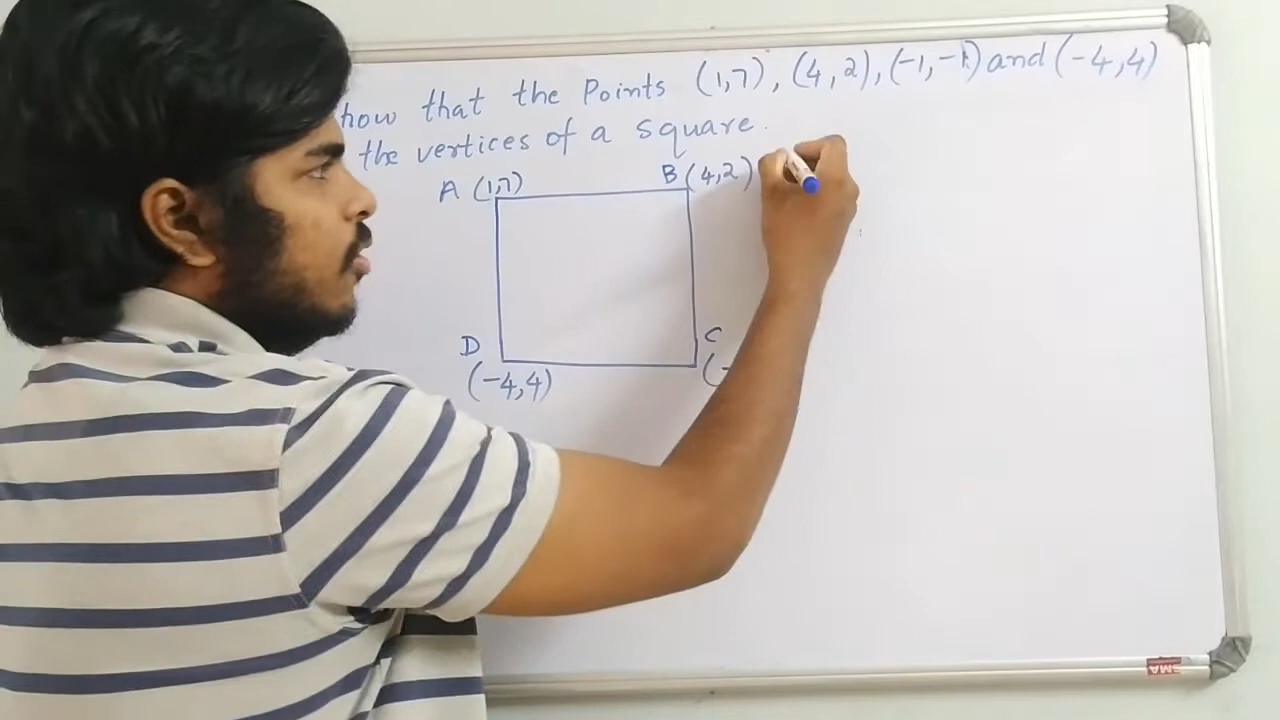 how that the Points (1,7), (4,2), (-1,-1) and (-4,4)
the vertices of a square.
A (1,7) B (4,2)
D C
(-4,4) (-
SMA